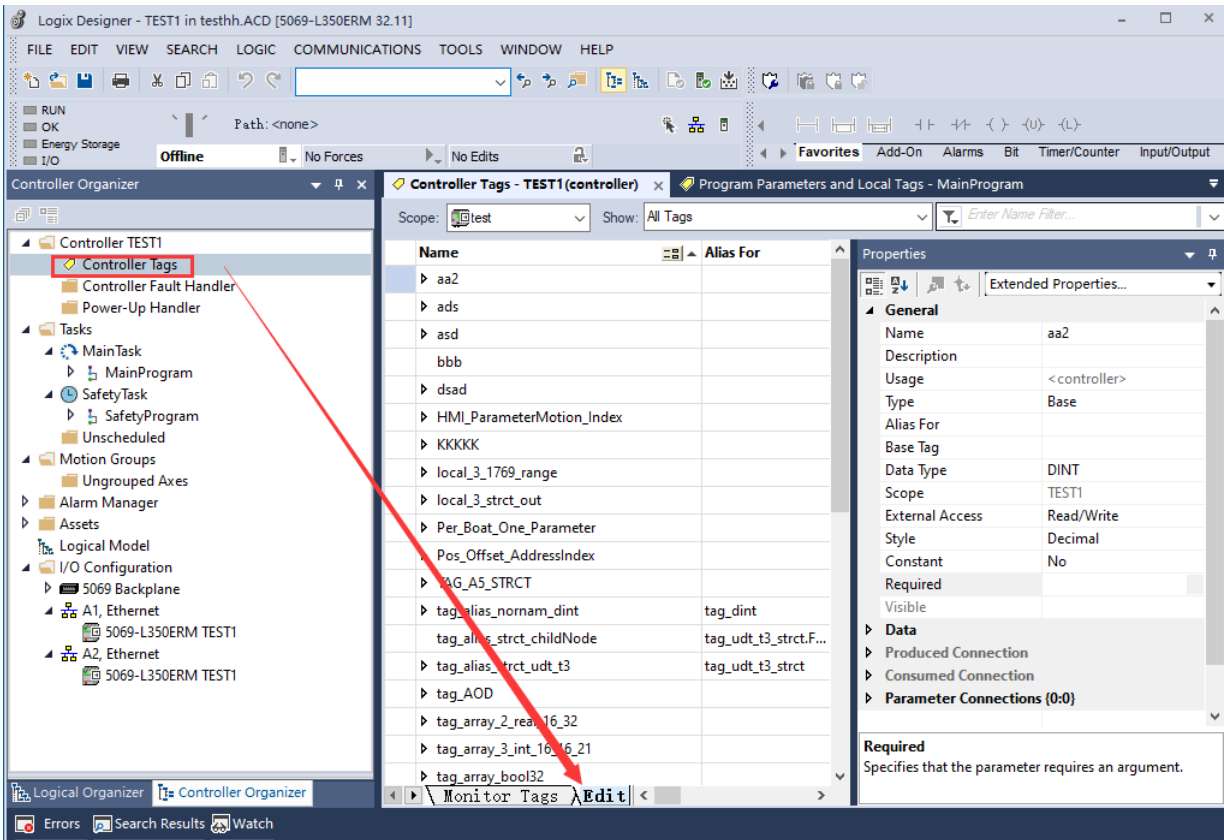 Logix Designer - TEST1 in testhh.ACD [5069-L350ERM 32.11]
FILE EDIT VIEW SEARCH LOGIC COMMUNICATIONS TOOLS WINDOW HELP
RUN
OK
Energy Storage
I/O
Path: <none>
Offline No Forces No Edits
Favorites Add-On Alarms Bit Timer/Counter Input/Output
Controller Organizer
Controller TEST1
Controller Tags
Controller Fault Handler
Power-Up Handler
Tasks
MainTask
MainProgram
SafetyTask
SafetyProgram
Unscheduled
Motion Groups
Ungrouped Axes
Alarm Manager
Assets
Logical Model
I/O Configuration
5069 Backplane
A1, Ethernet
5069-L350ERM TEST1
A2, Ethernet
5069-L350ERM TEST1
Logical Organizer Controller Organizer
Controller Tags - TEST1(controller) Program Parameters and Local Tags - MainProgram
Scope: test Show: All Tags Enter Name Filter...
Name Alias For
aa2
ads
asd
bbb
dsad
HMI_ParameterMotion_Index
KKKKK
local_3_1769_range
local_3_strct_out
Per_Boat_One_Parameter
Pos_Offset_AddressIndex
TAG_A5_STRCT
tag_alias_nornam_dint tag_dint
tag_alias_strct_childNode tag_udt_t3_strct.F...
tag_alias_strct_udt_t3 tag_udt_t3_strct
tag_AOD
tag_array_2_real_16_32
tag_array_3_int_16_16_21
tag_array_bool32
Monitor Tags Edit
Properties
Extended Properties...
General
Name aa2
Description
Usage <controller>
Type Base
Alias For
Base Tag
Data Type DINT
Scope TEST1
External Access Read/Write
Style Decimal
Constant No
Required
Visible
Data
Produced Connection
Consumed Connection
Parameter Connections {0:0}
Required
Specifies that the parameter requires an argument.
Errors Search Results Watch